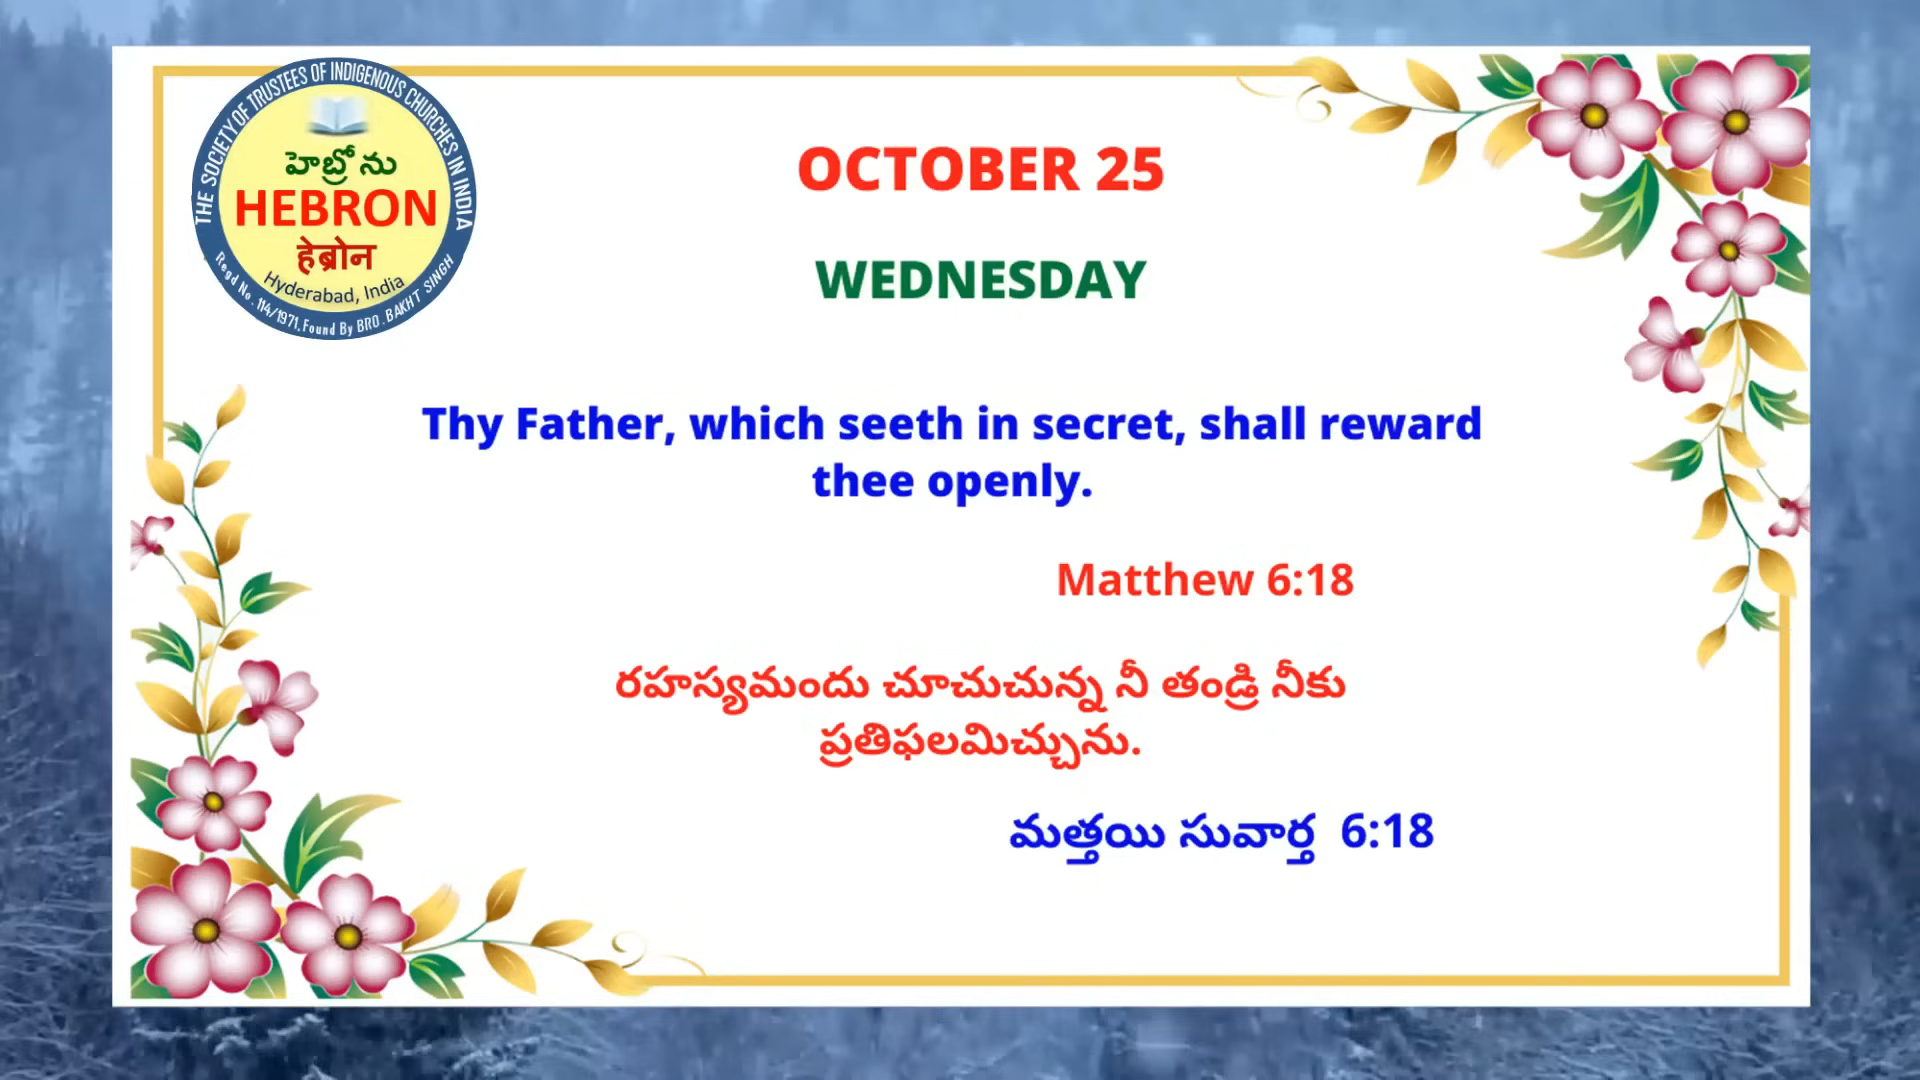 THE SOCIETY OF TRUSTEES OF INDIGENOUS CHURCHES IN INDIA
హెబ్రోను
HEBRON
हेब्रोन
Hyderabad, India
Regd No. 114/1971, Found By BRO. BAKHT SINGH
OCTOBER 25
WEDNESDAY
Thy Father, which seeth in secret, shall reward
thee openly.
Matthew 6:18
రహస్యమందు చూచుచున్న నీ తండ్రి నీకు
ప్రతిఫలమిచ్చును.
మత్తయి సువార్త 6:18